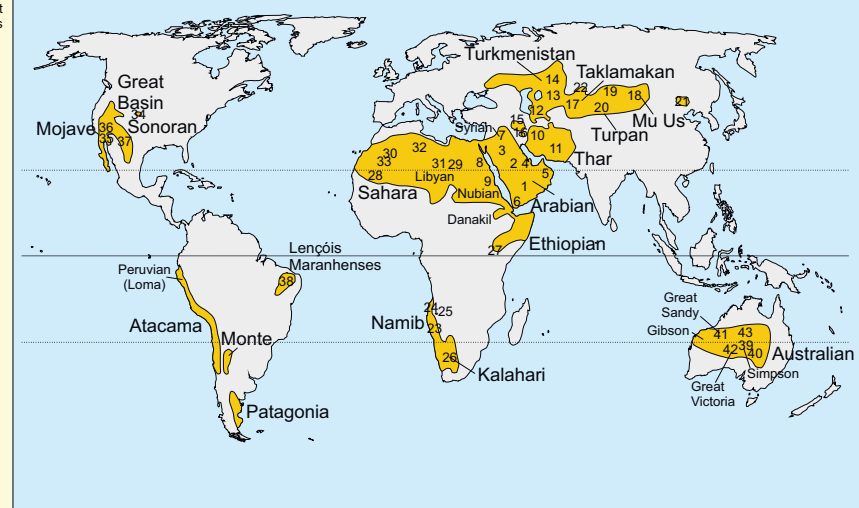 t
s
Great
Basin
34
Mojave
36
35
Sonoran
37
Turkmenistan
14
22
Taklamakan
13
19
12
17
20
18
21
Mu Us
Turpan
Syrian
7
15
16
10
11
Thar
3
2
4
5
1
6
Arabian
30
32
33
31
29
8
28
Libyan
9
Sahara
Nubian
Danakil
Ethiopian
27
Peruvian
(Loma)
Lençóis
Maranhenses
38
Atacama
Monte
Patagonia
24
25
Namib
23
26
Kalahari
Great
Sandy
Gibson
41
43
39
42
40
Australian
Simpson
Great
Victoria